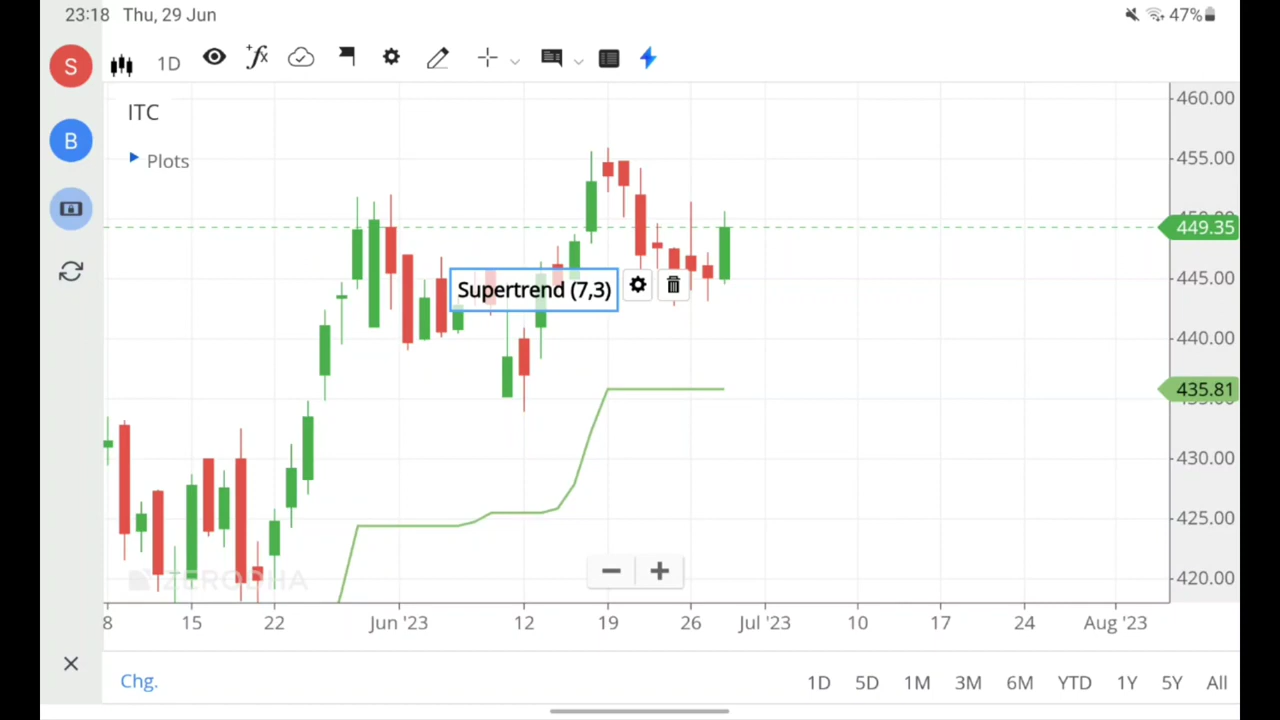 23:18 Thu, 29 Jun
47%
S
1D
ITC
B
Plots
460.00
455.00
449.35
445.00
Supertrend (7,3)
440.00
435.81
430.00
425.00
420.00
ZERODHA
8 15 22 Jun '23 12 19 26 Jul '23 10 17 24 Aug '23
Chg.
1D 5D 1M 3M 6M YTD 1Y 5Y All